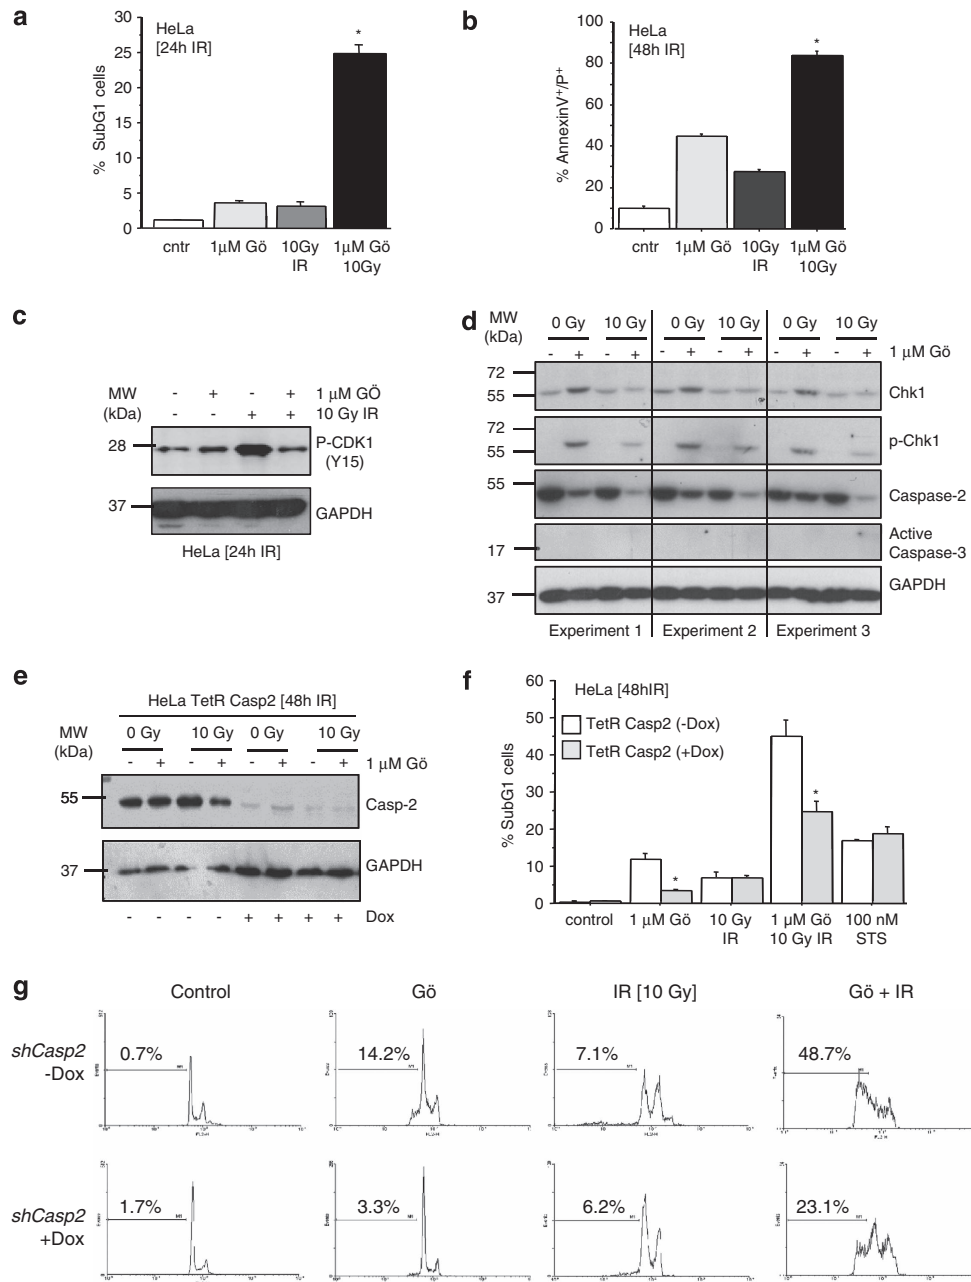 a
HeLa
[24h IR]
% SubG1 cells
30
25
20
15
10
5
0
*
cntr
1μM Gö
10Gy
IR
1μM Gö
10Gy
b
HeLa
[48h IR]
% AnnexinV+/P+
100
80
60
40
20
0
*
cntr
1μM Gö
10Gy
IR
1μM Gö
10Gy
c
MW
(kDa)
- + - + 1 μM GÖ
- - + + 10 Gy IR
28
P-CDK1
(Y15)
37
GAPDH
HeLa [24h IR]
d
MW
(kDa)
0 Gy 10 Gy 0 Gy 10 Gy 0 Gy 10 Gy
- + - + - + - + - + - + 1 μM Gö
72
55
Chk1
72
55
p-Chk1
55
Caspase-2
17
Active
Caspase-3
37
GAPDH
Experiment 1 Experiment 2 Experiment 3
e
HeLa TetR Casp2 [48h IR]
MW
(kDa)
0 Gy 10 Gy 0 Gy 10 Gy
- + - + - + - + 1 μM Gö
55
Casp-2
37
GAPDH
- - - - + + + + Dox
f
HeLa [48hIR]
TetR Casp2 (-Dox)
TetR Casp2 (+Dox)
% SubG1 cells
60
50
40
30
20
10
0
*
*
control
1 μM Gö
10 Gy
IR
1 μM Gö
10 Gy IR
100 nM
STS
g
Control Gö IR [10 Gy] Gö + IR
shCasp2
-Dox
0.7% 14.2% 7.1% 48.7%
shCasp2
+Dox
1.7% 3.3% 6.2% 23.1%